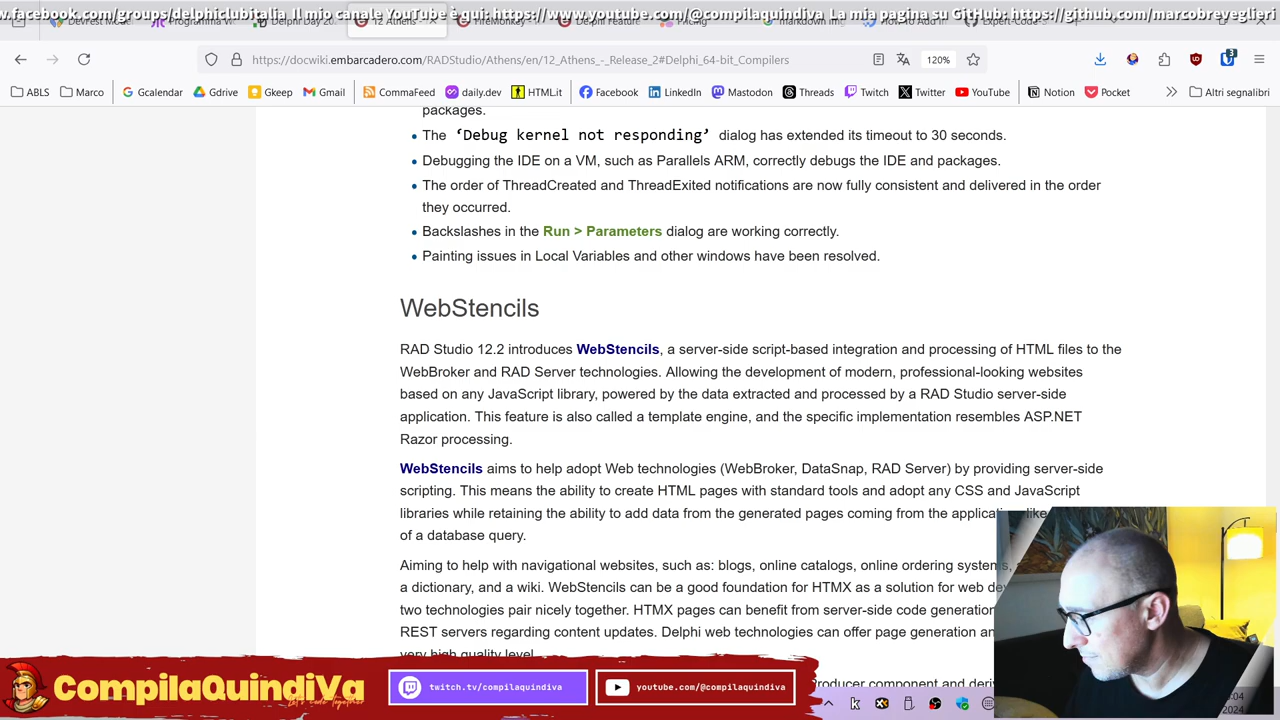 w.facebook.com/groups/delphiclubitalia Il mio canale YouTube è qui: https://www.youtube.com/@compilaquindiva La mia pagina su GitHub: https://github.com/marcobreveglieri
12 Athens
https://docwiki.embarcadero.com/RADStudio/Athens/en/12_Athens_-_Release_2#Delphi_64-bit_Compilers
120%
ABLS Marco Gcalendar Gdrive Gkeep Gmail CommaFeed daily.dev HTML.it Facebook LinkedIn Mastodon Threads Twitch Twitter YouTube Notion Pocket Altri segnalibri
packages.
The ‘Debug kernel not responding’ dialog has extended its timeout to 30 seconds.
Debugging the IDE on a VM, such as Parallels ARM, correctly debugs the IDE and packages.
The order of ThreadCreated and ThreadExited notifications are now fully consistent and delivered in the order
they occurred.
Backslashes in the Run > Parameters dialog are working correctly.
Painting issues in Local Variables and other windows have been resolved.
WebStencils
RAD Studio 12.2 introduces WebStencils, a server-side script-based integration and processing of HTML files to the
WebBroker and RAD Server technologies. Allowing the development of modern, professional-looking websites
based on any JavaScript library, powered by the data extracted and processed by a RAD Studio server-side
application. This feature is also called a template engine, and the specific implementation resembles ASP.NET
Razor processing.
WebStencils aims to help adopt Web technologies (WebBroker, DataSnap, RAD Server) by providing server-side
scripting. This means the ability to create HTML pages with standard tools and adopt any CSS and JavaScript
libraries while retaining the ability to add data from the generated pages coming from the application like
of a database query.
Aiming to help with navigational websites, such as: blogs, online catalogs, online ordering systems,
a dictionary, and a wiki. WebStencils can be a good foundation for HTMX as a solution for web
two technologies pair nicely together. HTMX pages can benefit from server-side code generation
REST servers regarding content updates. Delphi web technologies can offer page generation
very high quality level.
CompilaQuindiVa
Let's Code Together
twitch.tv/compilaquindiva
youtube.com/@compilaquindiva